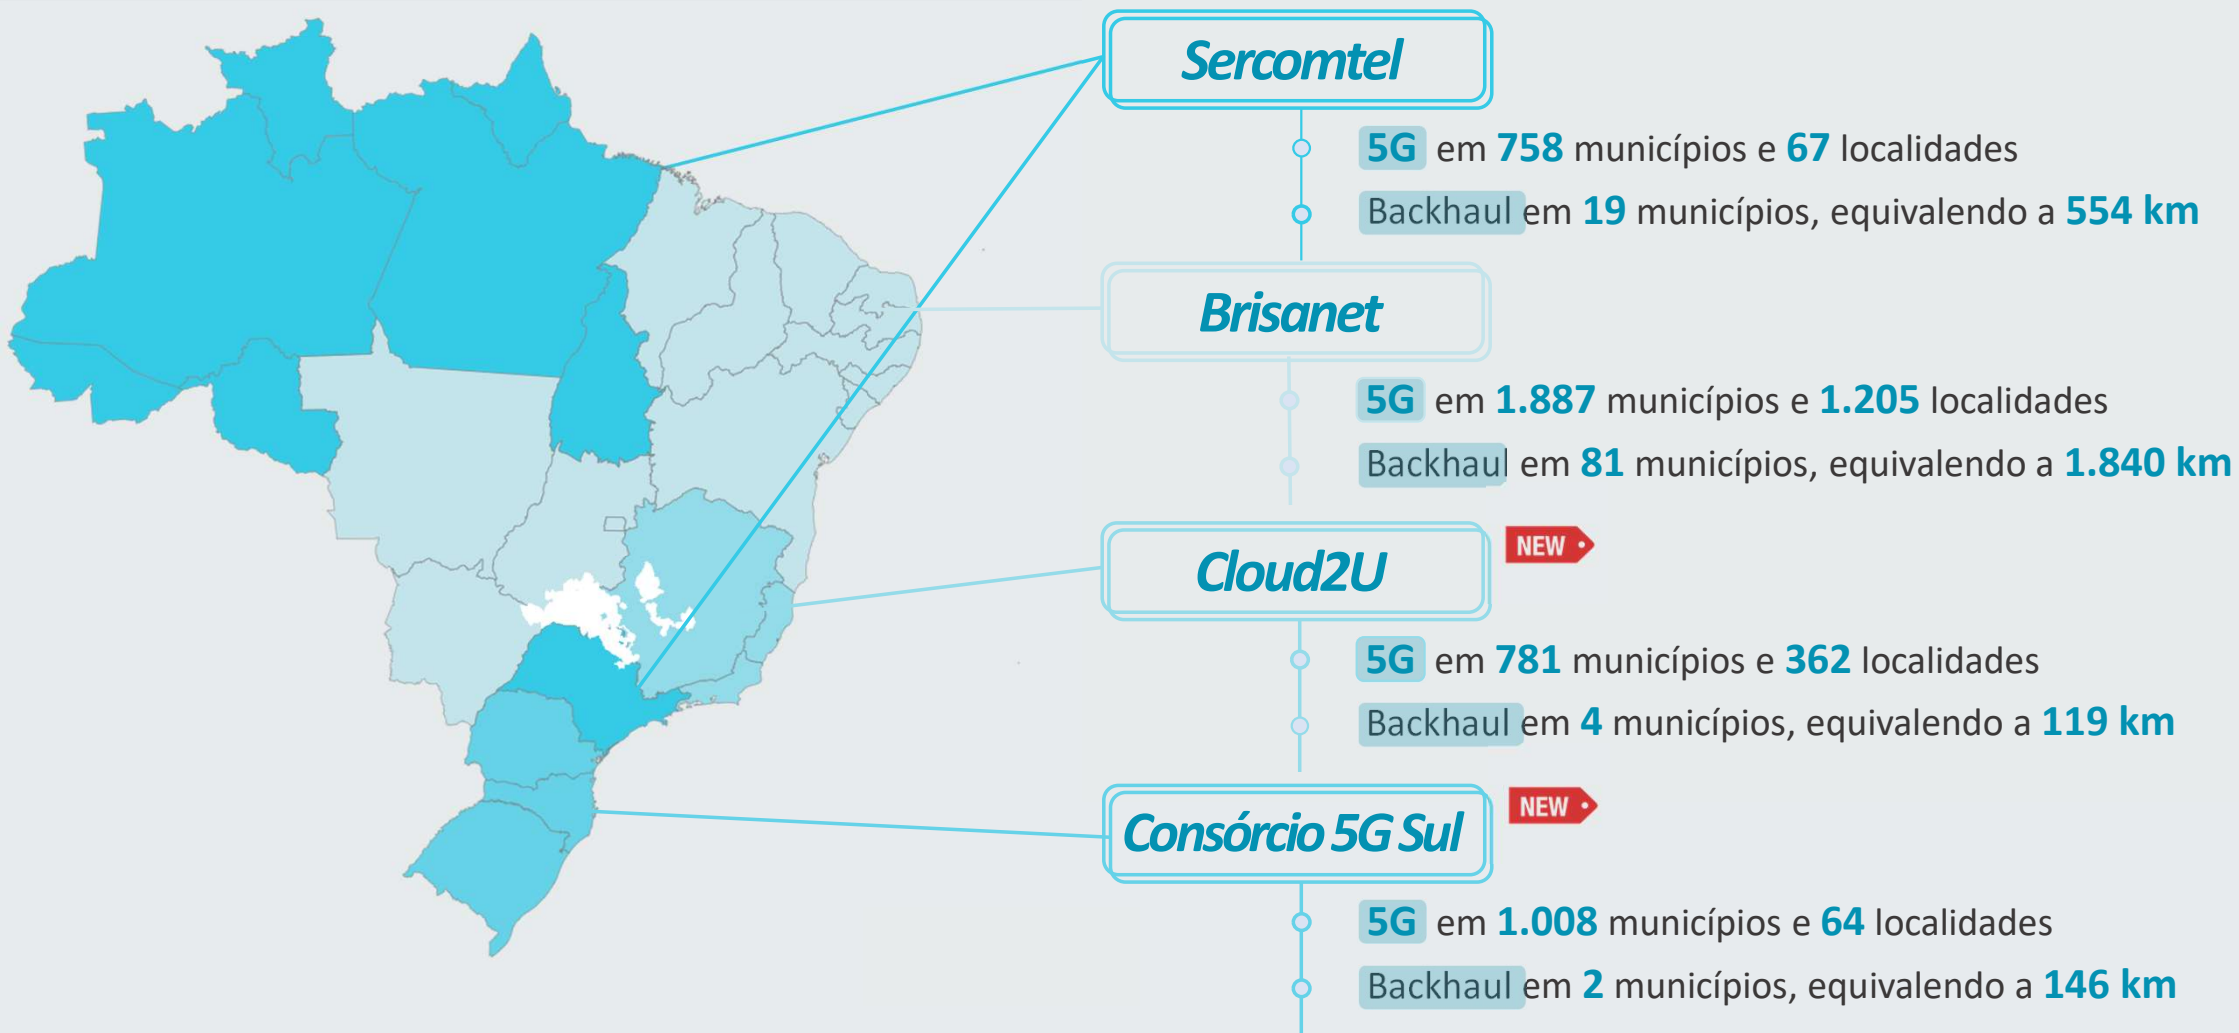 Sercomtel
5G em 758 municípios e 67 localidades
Backhaul em 19 municípios, equivalendo a 554 km
Brisanet
5G em 1.887 municípios e 1.205 localidades
Backhaul em 81 municípios, equivalendo a 1.840 km
Cloud2U
NEW
5G em 781 municípios e 362 localidades
Backhaul em 4 municípios, equivalendo a 119 km
Consórcio 5G Sul
NEW
5G em 1.008 municípios e 64 localidades
Backhaul em 2 municípios, equivalendo a 146 km